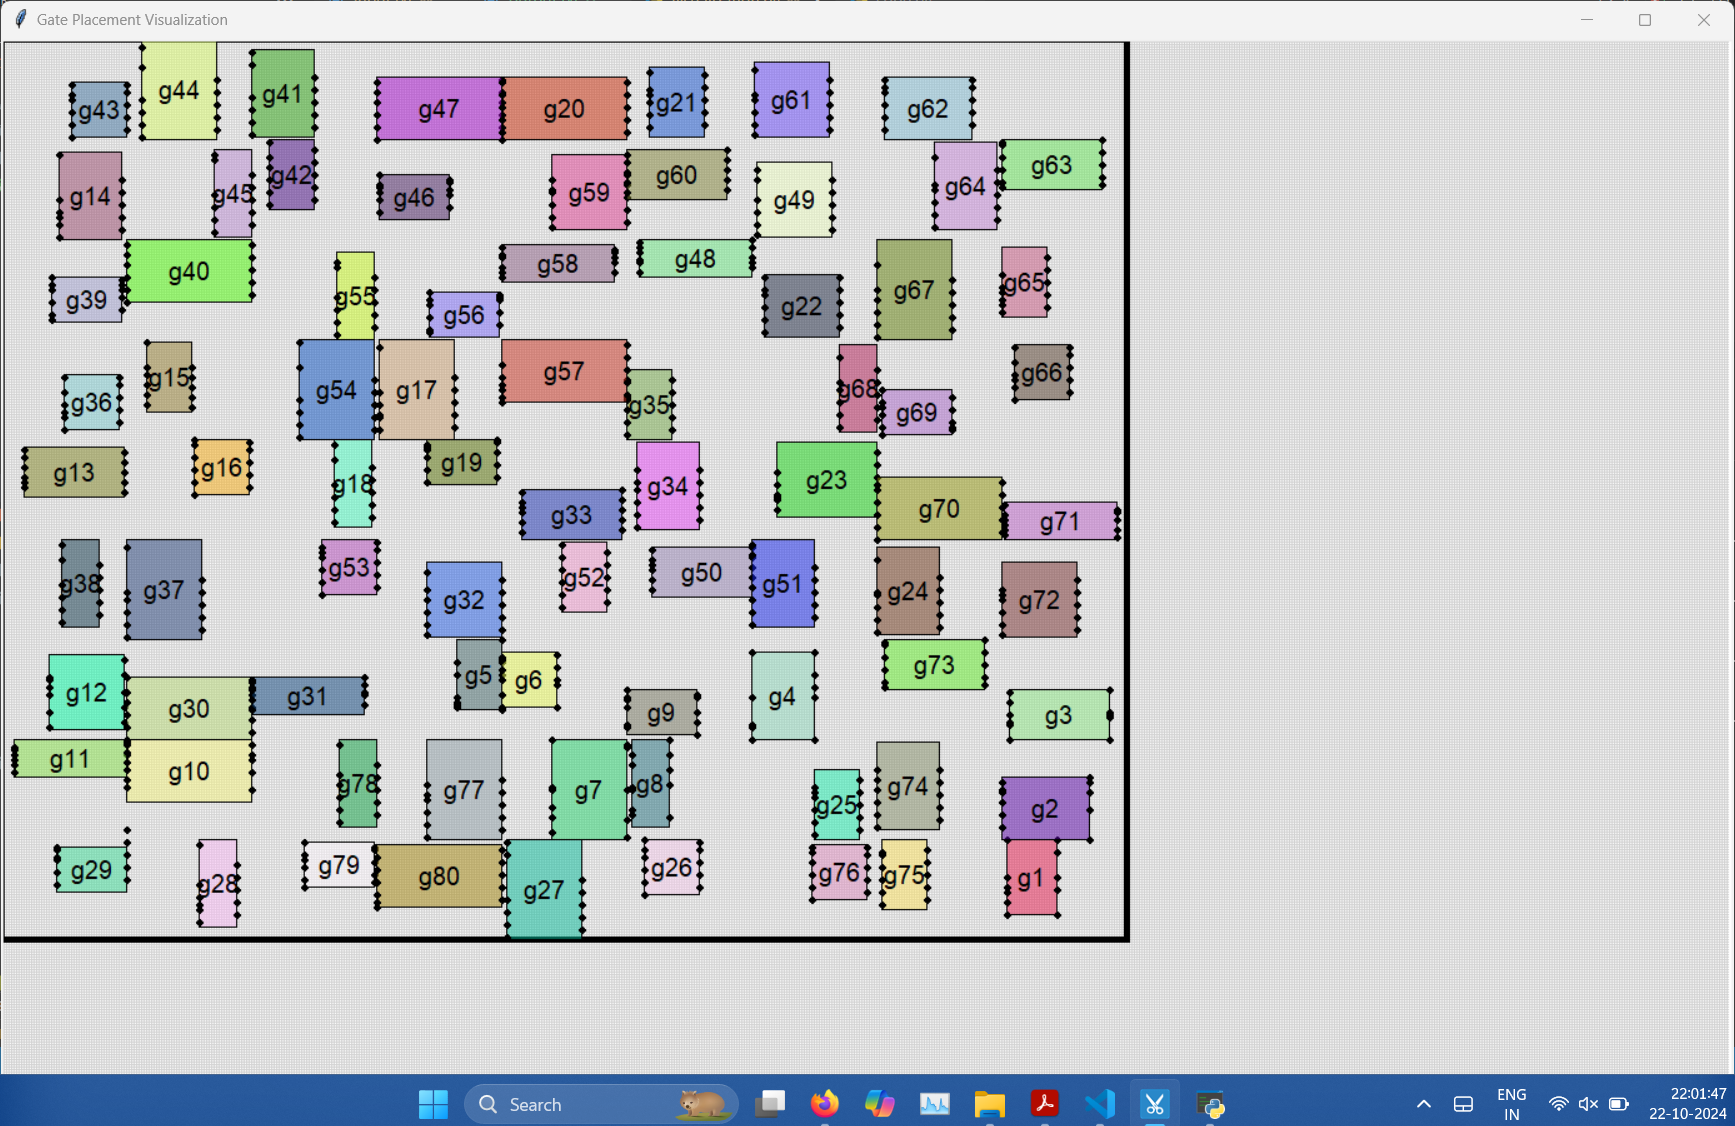 Gate Placement Visualization
g43 g44 g41 g47 g20 g21 g61 g62
g14 g45 g42 g46 g59 g60 g49 g64 g63
g39 g40 g55 g56 g58 g48 g22 g67 g65
g36 g15 g54 g17 g57 g35 g68 g69 g66
g13 g16 g18 g19 g33 g34 g23 g70 g71
g38 g37 g53 g32 g52 g50 g51 g24 g72
g12 g30 g31 g5 g6 g9 g4 g73 g3
g11 g10 g78 g77 g7 g8 g25 g74 g2
g29 g28 g79 g80 g27 g26 g76 g75 g1
Search
ENG
IN
22:01:47
22-10-2024